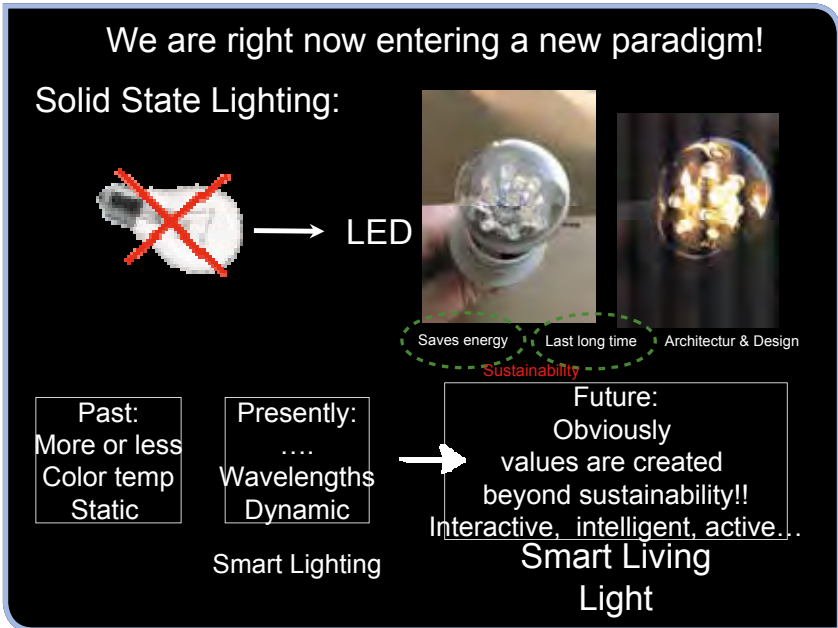 We are right now entering a new paradigm!
Solid State Lighting:
LED
Saves energy
Last long time
Architectur & Design
Sustainability
Past:
More or less
Color temp
Static
Presently:
….
Wavelengths
Dynamic
Smart Lighting
Future:
Obviously
values are created
beyond sustainability!!
Interactive, intelligent, active…
Smart Living
Light